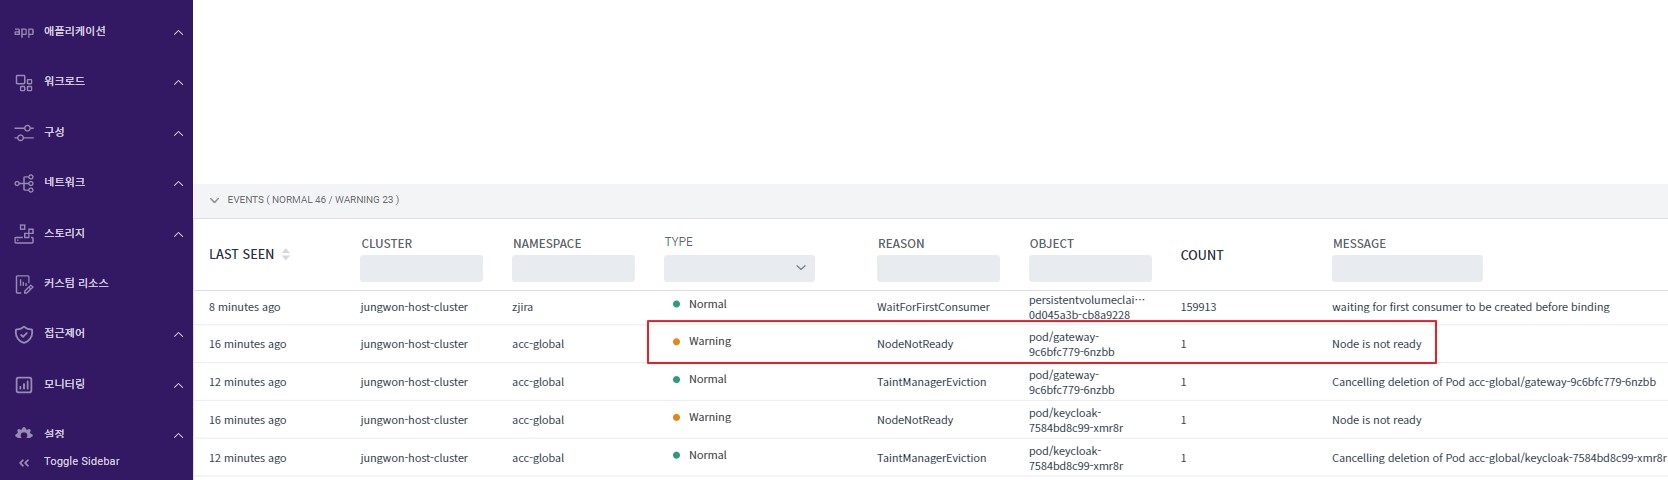 app 애플리케이션
워크로드
구성
네트워크
스토리지
커스텀 리소스
접근제어
모니터링
설정
Toggle Sidebar
EVENTS ( NORMAL 46 / WARNING 23 )
LAST SEEN CLUSTER NAMESPACE TYPE REASON OBJECT COUNT MESSAGE
8 minutes ago jungwon-host-cluster zjira Normal WaitForFirstConsumer persistentvolumeclai··· 159913 waiting for first consumer to be created before binding
0d045a3b-cb8a9228
16 minutes ago jungwon-host-cluster acc-global Warning NodeNotReady pod/gateway- 1 Node is not ready
9c6bfc779-6nzbb
12 minutes ago jungwon-host-cluster acc-global Normal TaintManagerEviction pod/gateway- 1 Cancelling deletion of Pod acc-global/gateway-9c6bfc779-6nzbb
9c6bfc779-6nzbb
16 minutes ago jungwon-host-cluster acc-global Warning NodeNotReady pod/keycloak- 1 Node is not ready
7584bd8c99-xmr8r
12 minutes ago jungwon-host-cluster acc-global Normal TaintManagerEviction pod/keycloak- 1 Cancelling deletion of Pod acc-global/keycloak-7584bd8c99-xmr8r
7584bd8c99-xmr8r